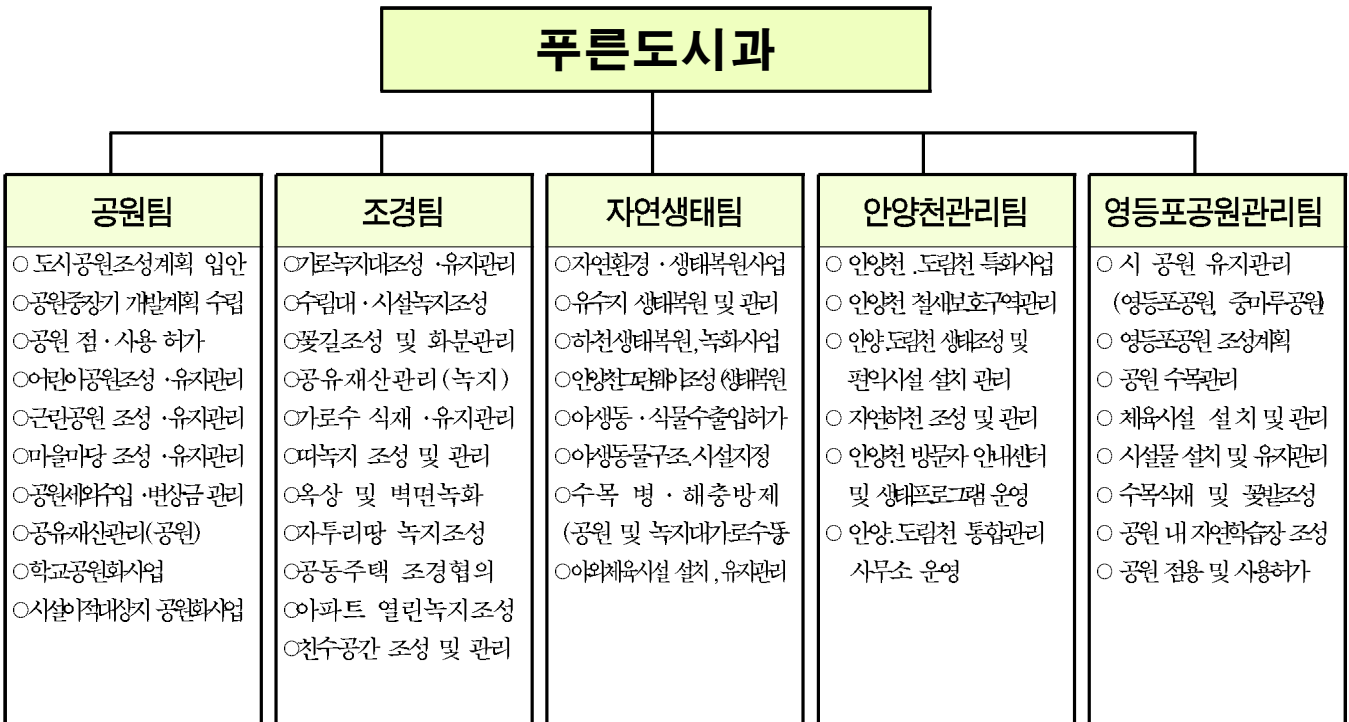 푸른도시과
공원팀
○ 도시공원조성계획 입안
○공원중장기 개발계획 수립
○공원 점·사용 허가
○어린이공원조성 ·유지관리
○근린공원 조성 ·유지관리
○마을마당 조성 ·유지관리
○공원세외수입 ·변상금 관리
○공유재산관리(공원)
○학교공원화사업
○시설이적대상지 공원화사업
조경팀
○가로녹지대조성 ·유지관리
○수림대 · 시설녹지조성
○꽃길조성 및 화분관리
○공유재산관리(녹지)
○가로수 식재 ·유지관리
○띠녹지 조성 및 관리
○옥상 및 벽면녹화
○자투리땅 녹지조성
○공동주택 조경협의
○아파트 열린녹지조성
○친수공간 조성 및 관리
자연생태팀
○자연환경 · 생태복원사업
○유수지 생태복원 및 관리
○하천생태복원,녹화사업
○안양천그린웨이조성(생태복원
○야생동 · 식물수출입허가
○야생동물구조.시설지정
○수목 병 · 해충방제
(공원 및 녹지대가로수등
○야외체육시설 설치,유지관리
안양천관리팀
○ 안양천 .도림천 특화사업
○ 안양천 철새보호구역관리
○ 안양.도림천 생태조성 및
편익시설 설치 관리
○ 자연하천 조성 및 관리
○ 안양천 방문자 안내센터
및 생태프로그램 운영
○ 안양.도림천 통합관리
사무소 운영
영등포공원관리팀
○ 시 공원 유지관리
(영등포공원, 중마루공원)
○ 영등포공원 조성계획
○ 공원 수목관리
○ 체육시설 설치 및 관리
○ 시설물 설치 및 유지관리
○ 수목식재 및 꽃밭조성
○ 공원 내 자연학습장 조성
○ 공원 점용 및 사용허가